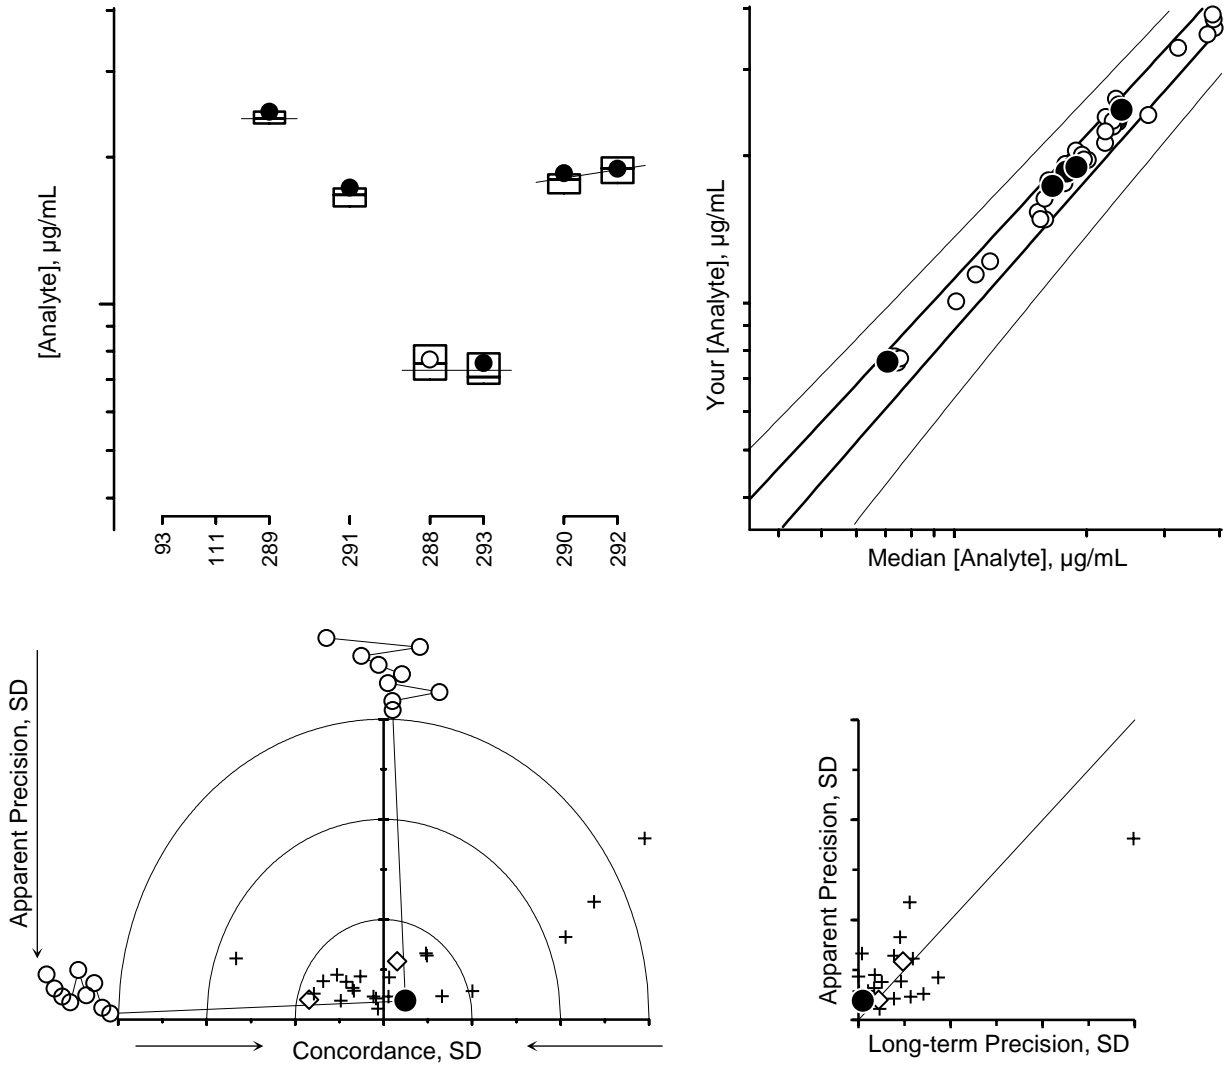 [Analyte], µg/mL
93
111
289
291
288
293
290
292
Your [Analyte], µg/mL
Median [Analyte], µg/mL
Apparent Precision, SD
Concordance, SD
Apparent Precision, SD
Long-term Precision, SD